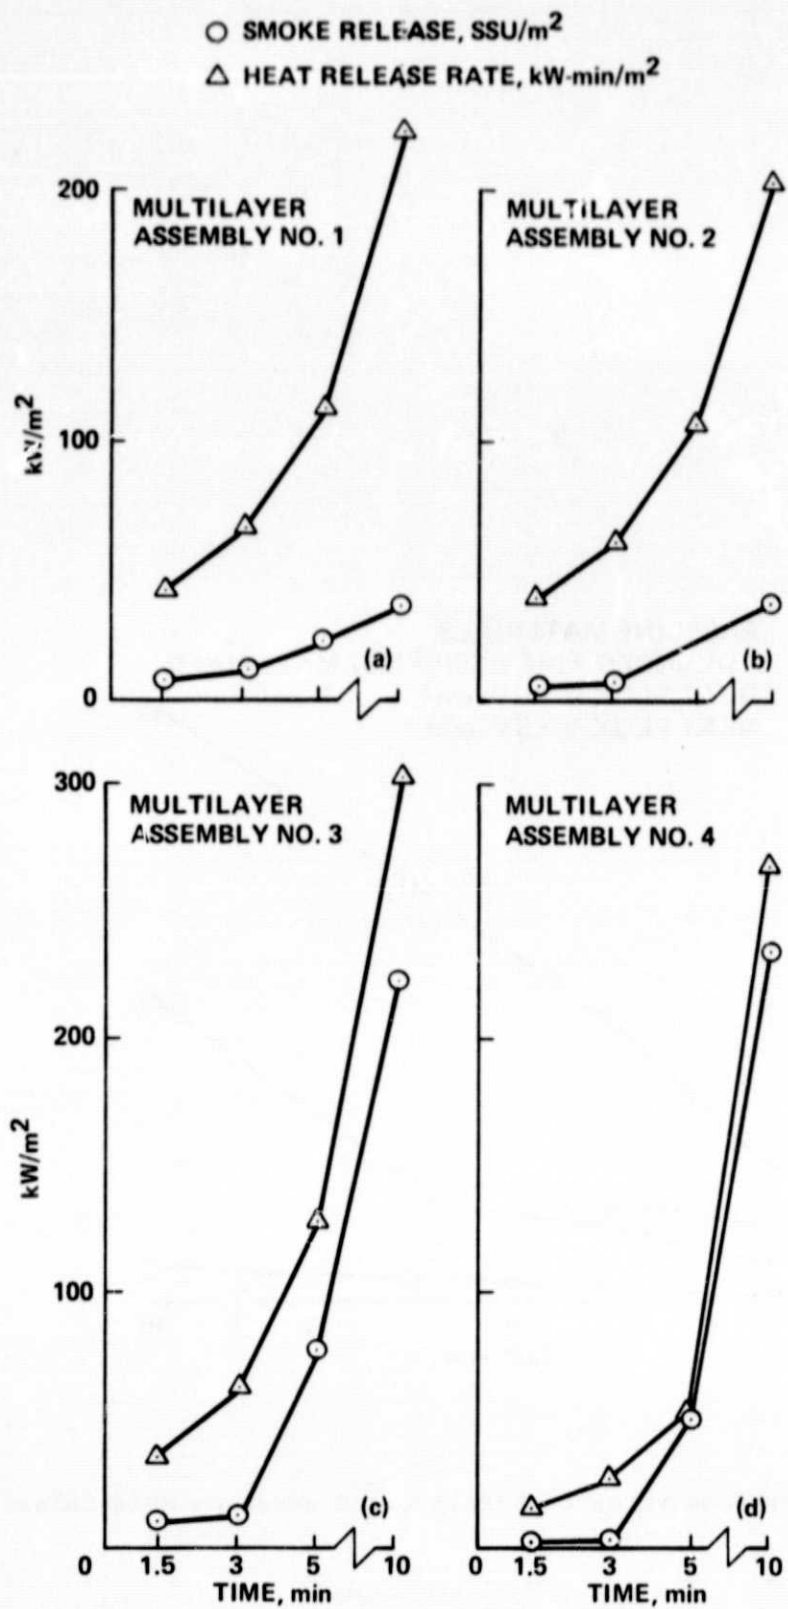 ○ SMOKE RELEASE, SSU/m²
△ HEAT RELEASE RATE, kW-min/m²
200
MULTILAYER
ASSEMBLY NO. 1
kW/m²
100
(a)
0
MULTILAYER
ASSEMBLY NO. 2
(b)
300
MULTILAYER
ASSEMBLY NO. 3
200
kW/m²
100
(c)
0 1.5 3 5 10
TIME, min
MULTILAYER
ASSEMBLY NO. 4
(d)
0 1.5 3 5 10
TIME, min